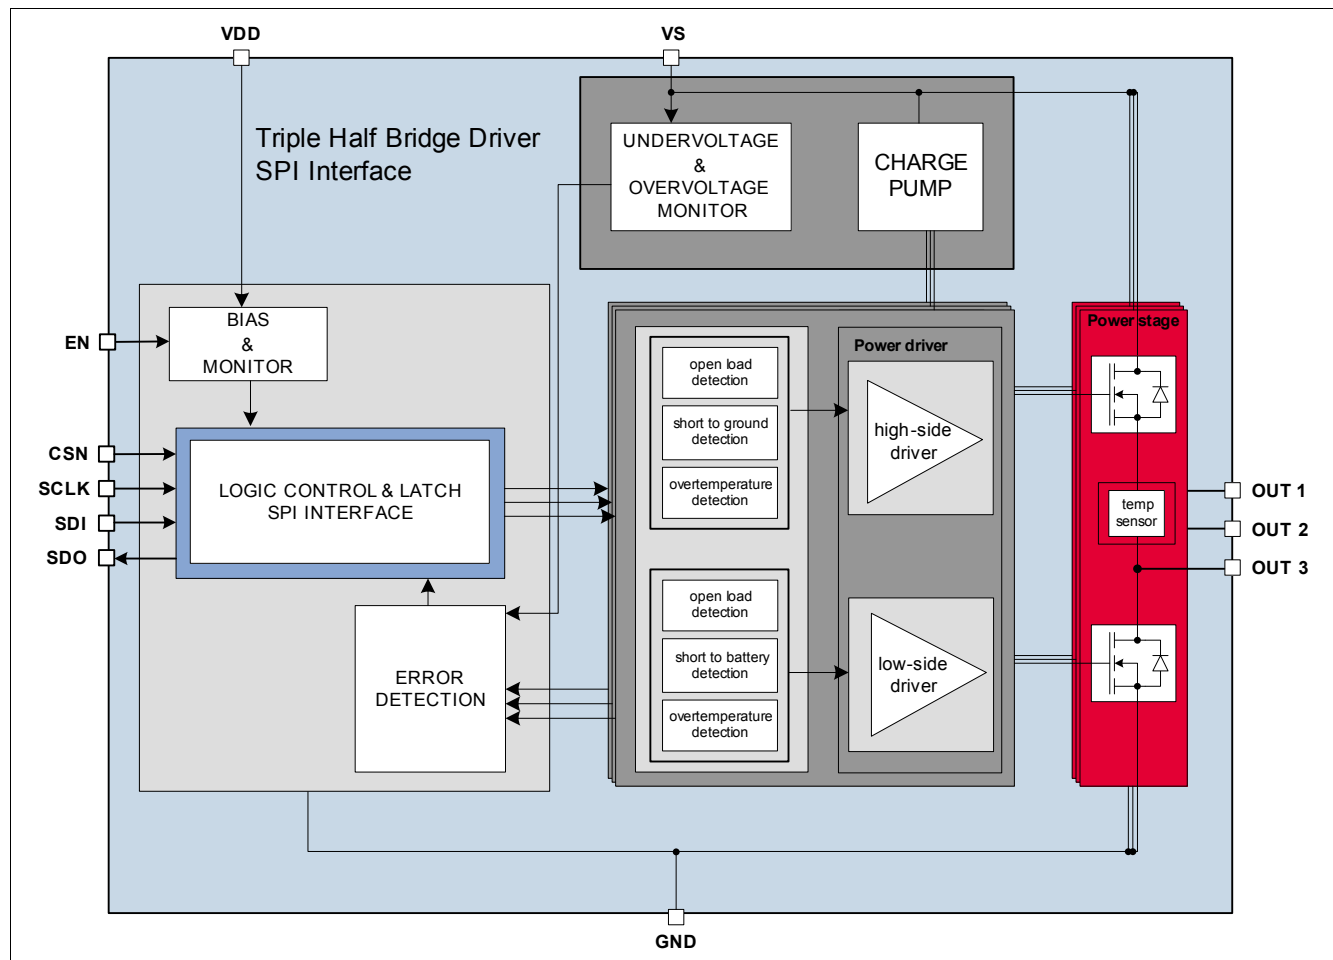 VDD
VS
Triple Half Bridge Driver
SPI Interface
UNDERVOLTAGE
&
OVERVOLTAGE
MONITOR
CHARGE
PUMP
EN
BIAS
&
MONITOR
CSN
SCLK
SDI
SDO
LOGIC CONTROL & LATCH
SPI INTERFACE
ERROR
DETECTION
open load
detection
short to ground
detection
overtemperature
detection
open load
detection
short to battery
detection
overtemperature
detection
Power driver
high-side
driver
low-side
driver
Power stage
temp
sensor
OUT 1
OUT 2
OUT 3
GND